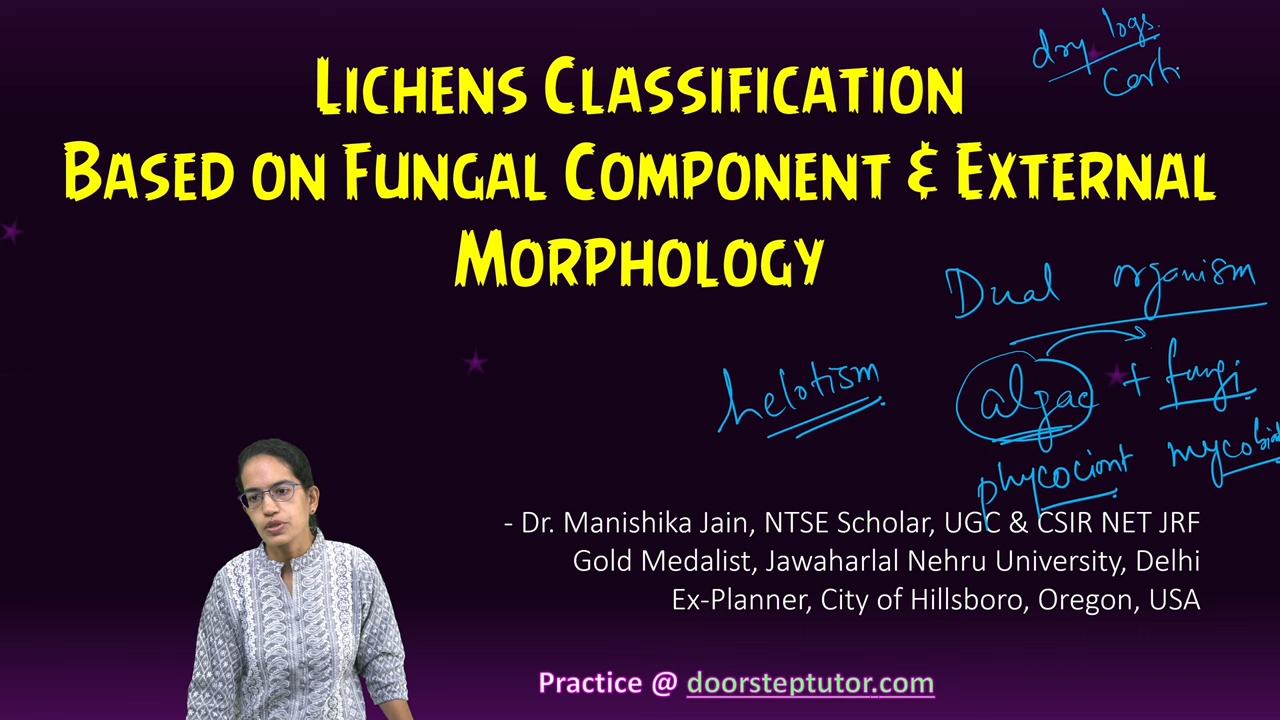 dry logs.
LICHENS CLASSIFICATION
BASED ON FUNGAL COMPONENT & EXTERNAL
MORPHOLOGY
Dual organism
helotism
algae + fungi
phycociont
- Dr. Manishika Jain, NTSE Scholar, UGC & CSIR NET JRF
Gold Medalist, Jawaharlal Nehru University, Delhi
Ex-Planner, City of Hillsboro, Oregon, USA
Practice @ doorsteptutor.com